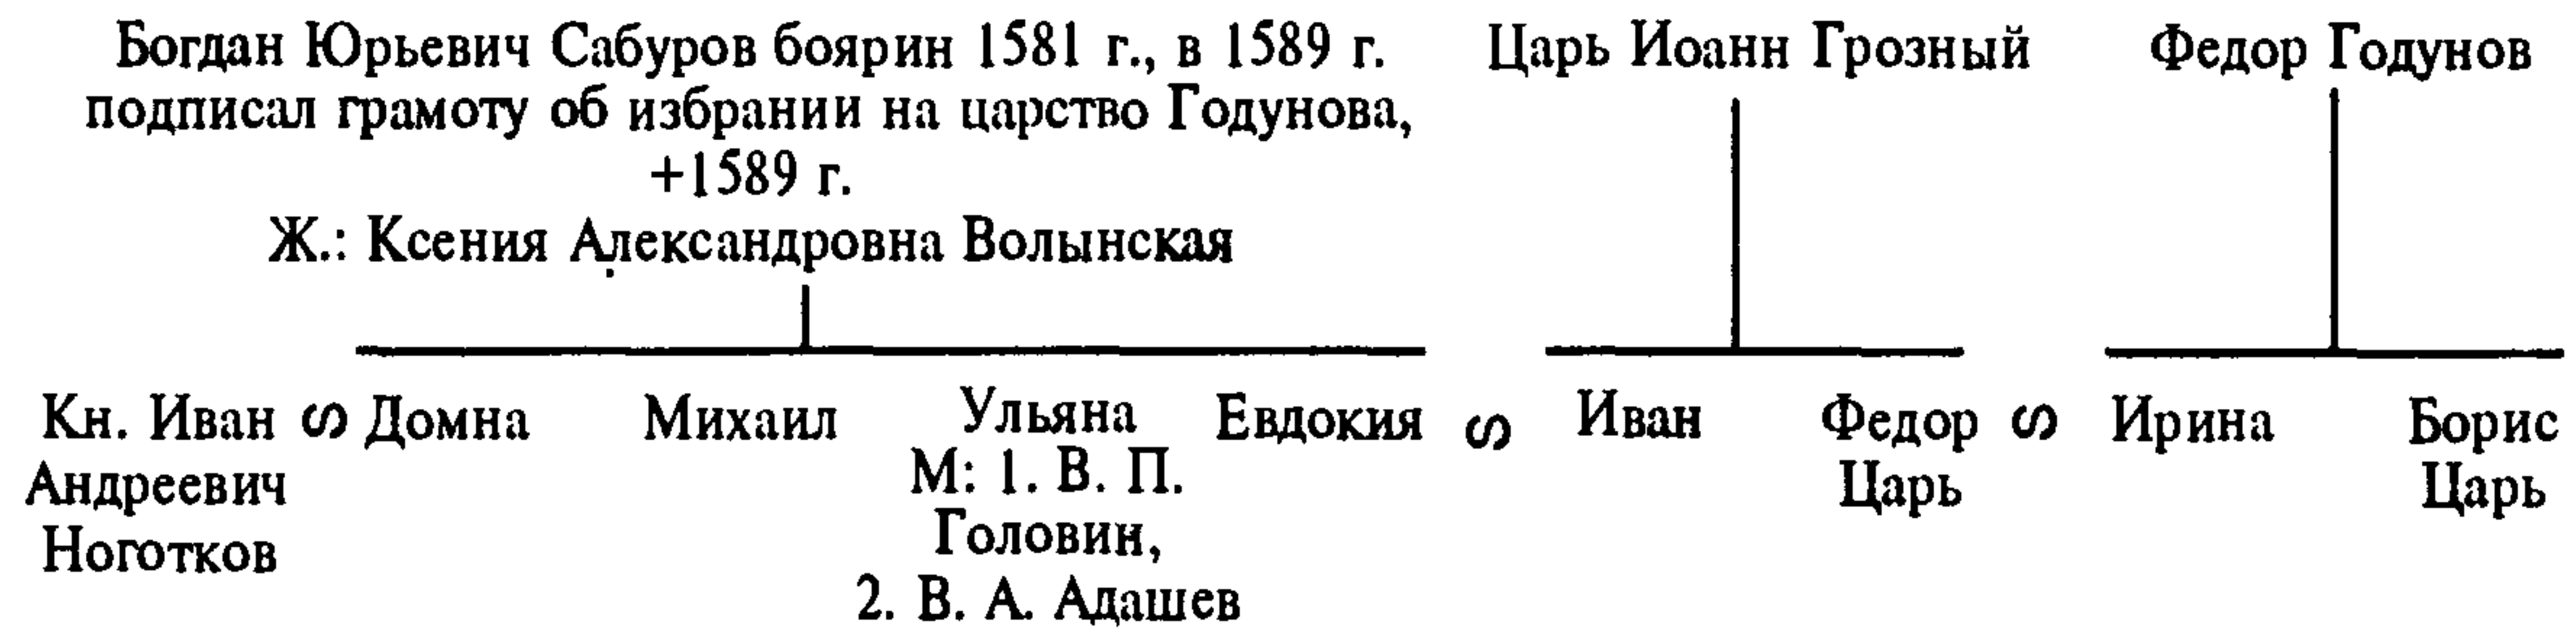 Богдан Юрьевич Сабуров боярин 1581 г., в 1589 г.
подписал грамоту об избрании на царство Годунова,
+1589 г.
Ж.: Ксения Александровна Волынская
Царь Иоанн Грозный
Федор Годунов
Кн. Иван ഗ Домна
Андреевич
Ноготков
Михаил
Ульяна
М: 1. В. П.
Головин,
2. В. А. Адашев
Евдокия ഗ Иван
Федор ഗ Ирина
Царь
Борис
Царь